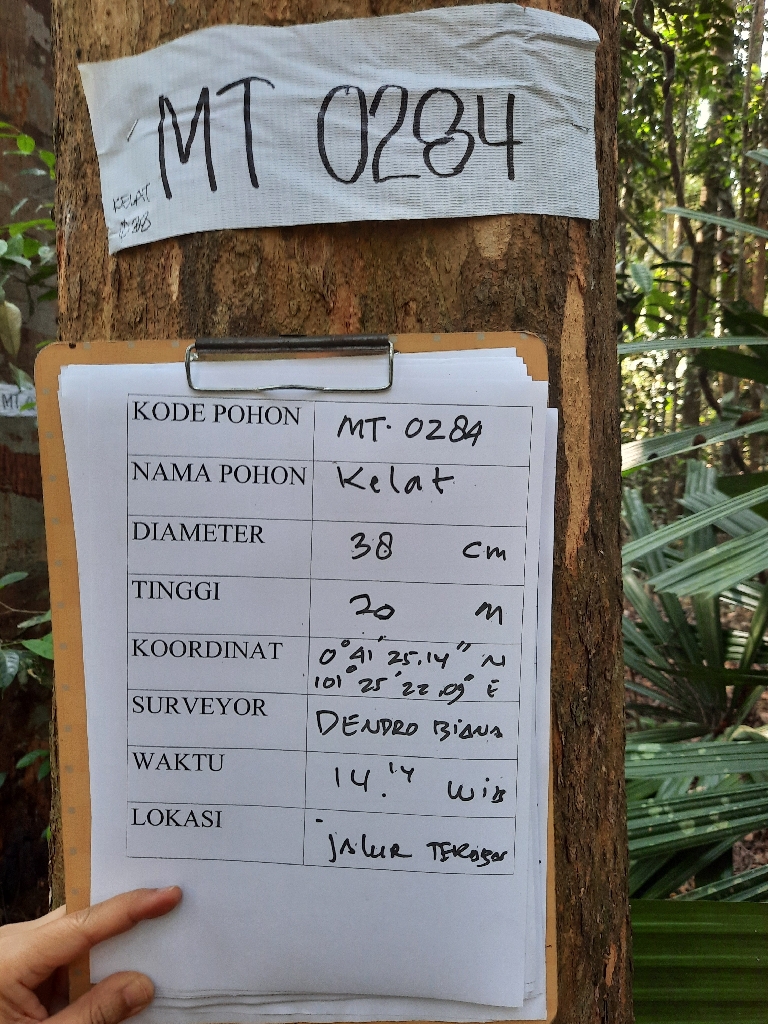 MT 0284
KELAT
38
MT
KODE POHON MT. 0284
NAMA POHON Kelat
DIAMETER 38 cm
TINGGI 20 M
KOORDINAT 0° 41' 25.14" N
101° 25' 22.09" E
SURVEYOR DENDRO BIANA
WAKTU 14.14 WIB
LOKASI JALUR TEROBOS